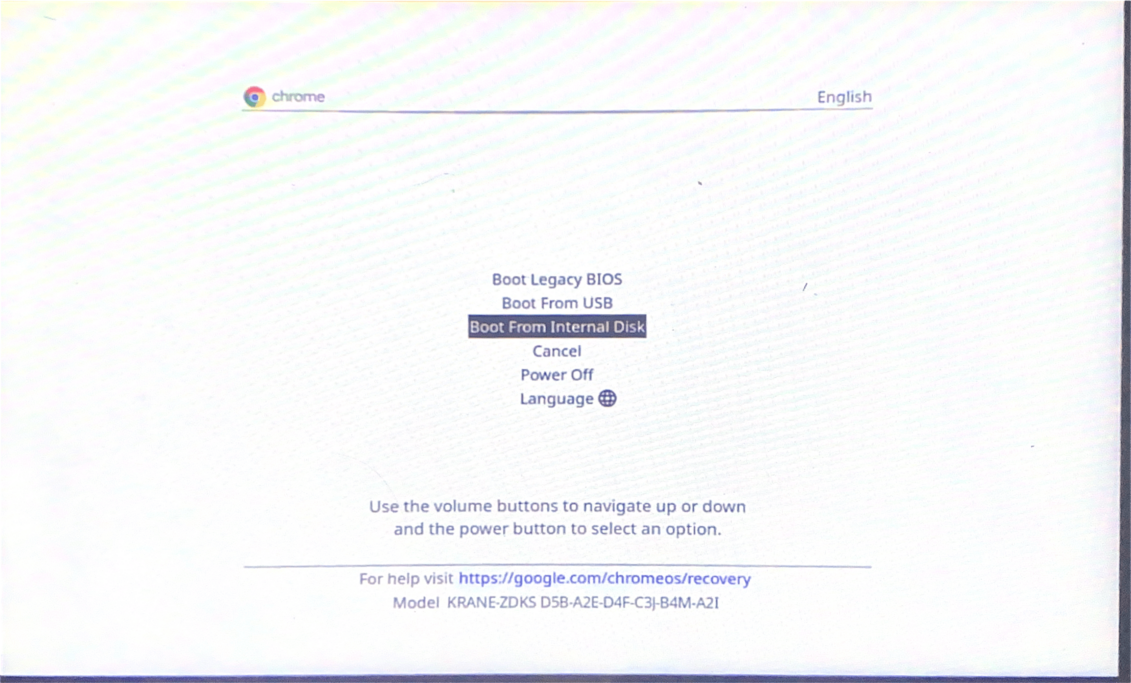 chrome
English
Boot Legacy BIOS
Boot From USB
Boot From Internal Disk
Cancel
Power Off
Language
Use the volume buttons to navigate up or down
and the power button to select an option.
For help visit https://google.com/chromeos/recovery
Model KRANE-ZDKS D5B-A2E-D4F-C3J-B4M-A2I